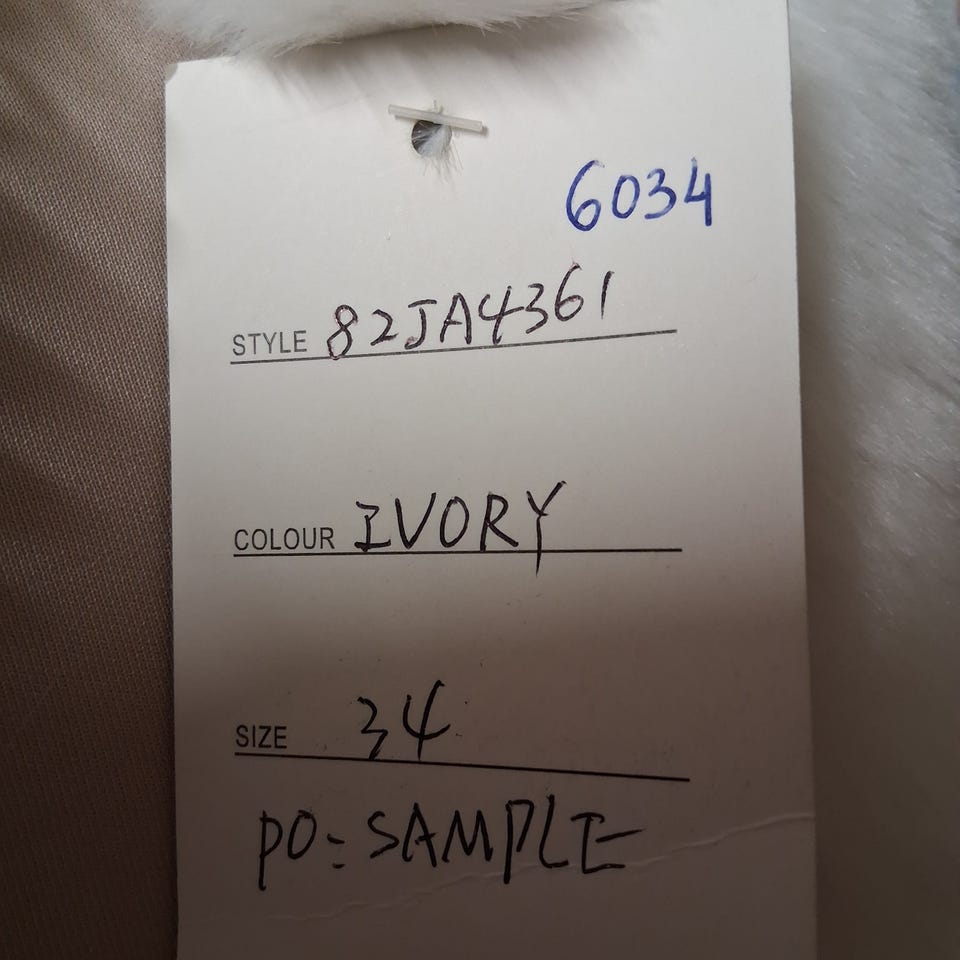 6034
STYLE 82JA4361
COLOUR IVORY
SIZE 34
PO: SAMPLE